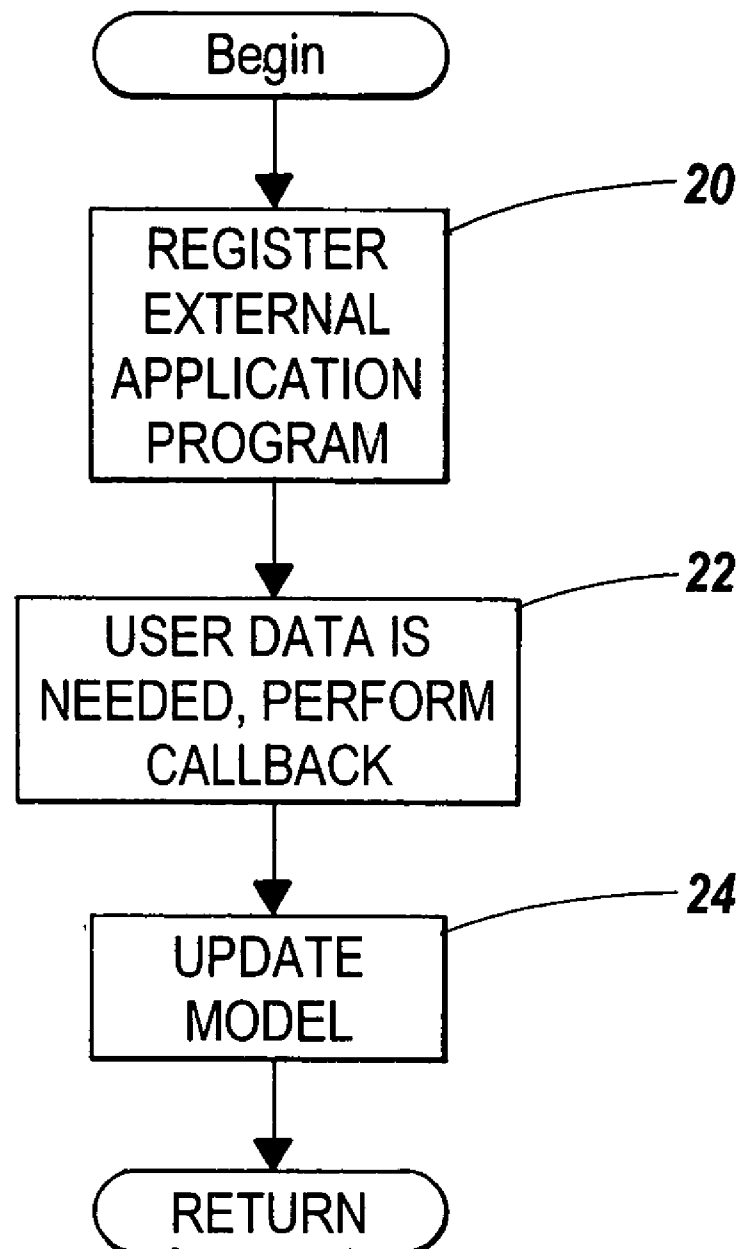 Begin
20
REGISTER
EXTERNAL
APPLICATION
PROGRAM
22
USER DATA IS
NEEDED, PERFORM
CALLBACK
24
UPDATE
MODEL
RETURN